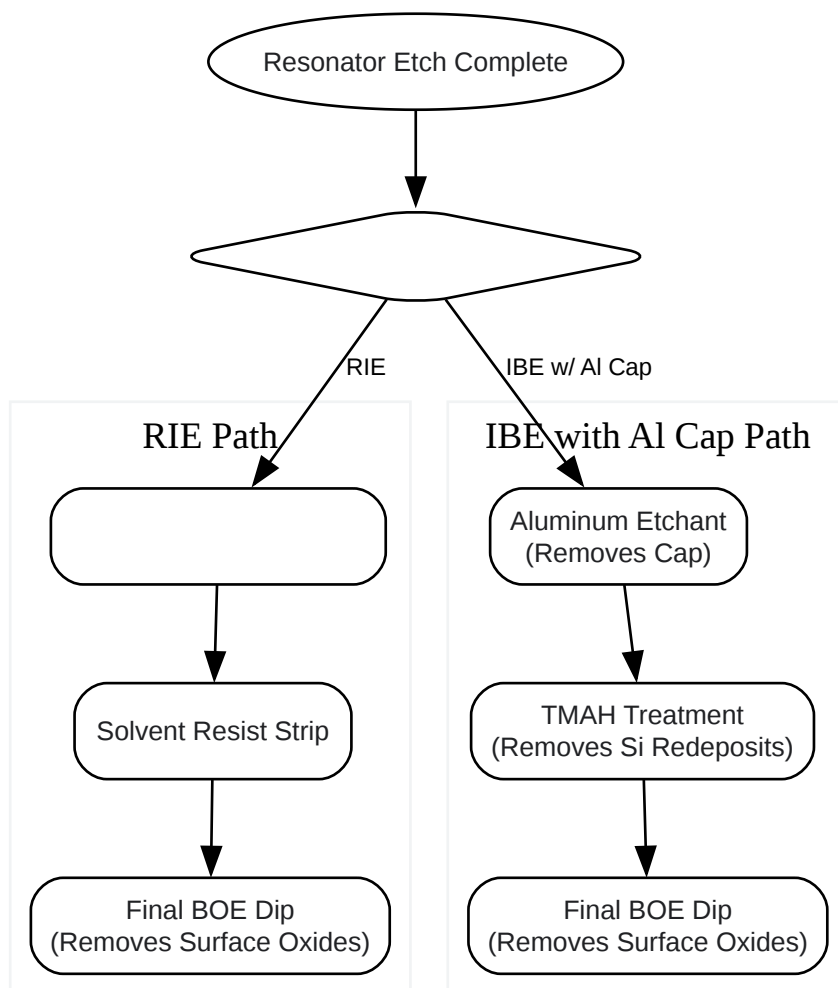 Resonator Etch Complete
RIE
IBE w/ Al Cap
RIE Path
IBE with Al Cap Path
Aluminum Etchant
(Removes Cap)
Solvent Resist Strip
TMAH Treatment
(Removes Si Redeposits)
Final BOE Dip
(Removes Surface Oxides)
Final BOE Dip
(Removes Surface Oxides)